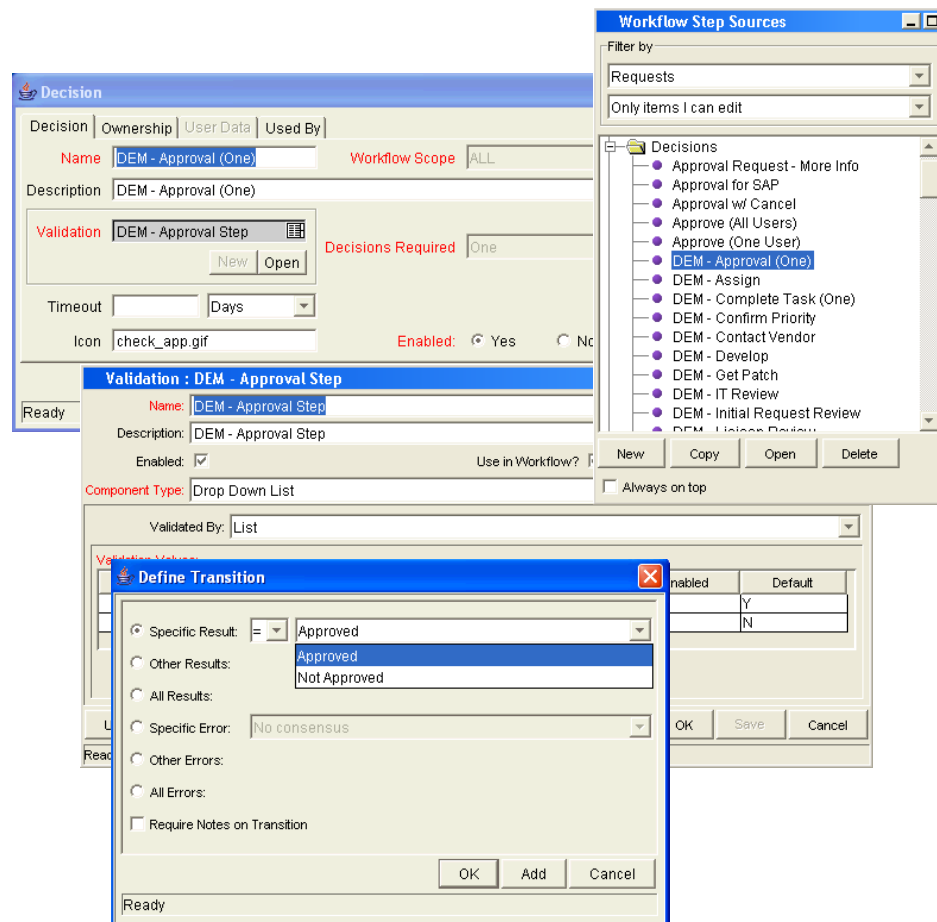 Workflow Step Sources
Filter by
Requests
Only items I can edit
Decisions
Approval Request - More Info
Approval for SAP
Approval w/ Cancel
Approve (All Users)
Approve (One User)
DEM - Approval (One)
DEM - Assign
DEM - Complete Task (One)
DEM - Confirm Priority
DEM - Contact Vendor
DEM - Develop
DEM - Get Patch
DEM - IT Review
DEM - Initial Request Review
New Copy Open Delete
Always on top
Decision
Decision Ownership User Data Used By
Name DEM - Approval (One) Workflow Scope ALL
Description DEM - Approval (One)
Validation DEM - Approval Step
Decisions Required One
New Open
Timeout Days
Icon check_app.gif Enabled: Yes No
Ready
Validation : DEM - Approval Step
Name: DEM - Approval Step
Description: DEM - Approval Step
Enabled: Use in Workflow?
Component Type: Drop Down List
Validated By: List
Default
Y
N
OK Save Cancel
Define Transition
Specific Result: = Approved
Approved
Not Approved
Other Results:
All Results:
Specific Error: No consensus
Other Errors:
All Errors:
Require Notes on Transition
OK Add Cancel
Ready